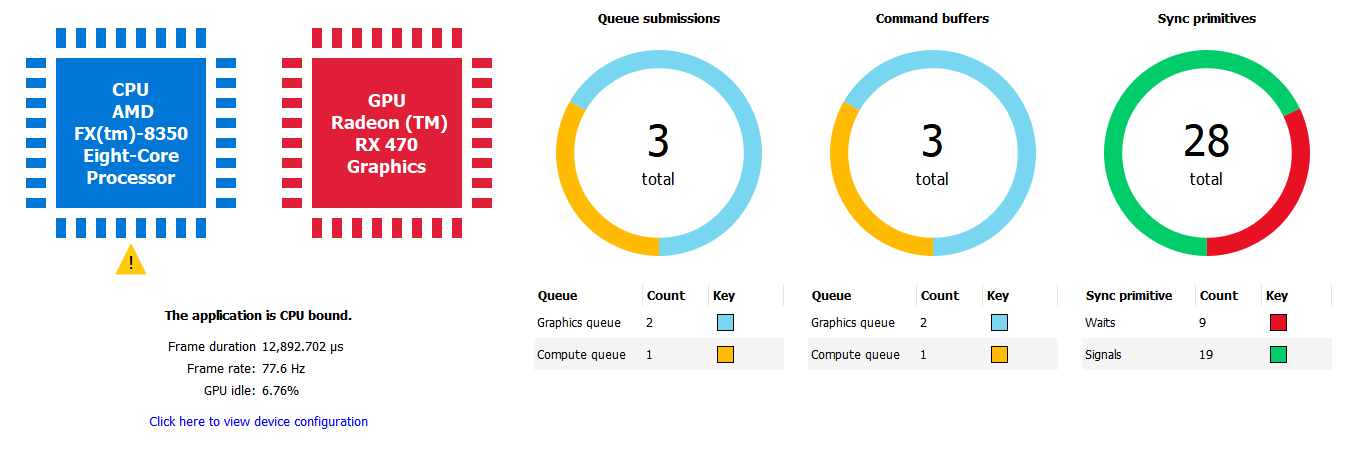 CPU
AMD
FX(tm)-8350
Eight-Core
Processor
!
GPU
Radeon (TM)
RX 470
Graphics
The application is CPU bound.
Frame duration 12,892.702 µs
Frame rate: 77.6 Hz
GPU idle: 6.76%
Click here to view device configuration
Queue submissions
3
total
Queue Count Key
Graphics queue 2
Compute queue 1
Command buffers
3
total
Queue Count Key
Graphics queue 2
Compute queue 1
Sync primitives
28
total
Sync primitive Count Key
Waits 9
Signals 19